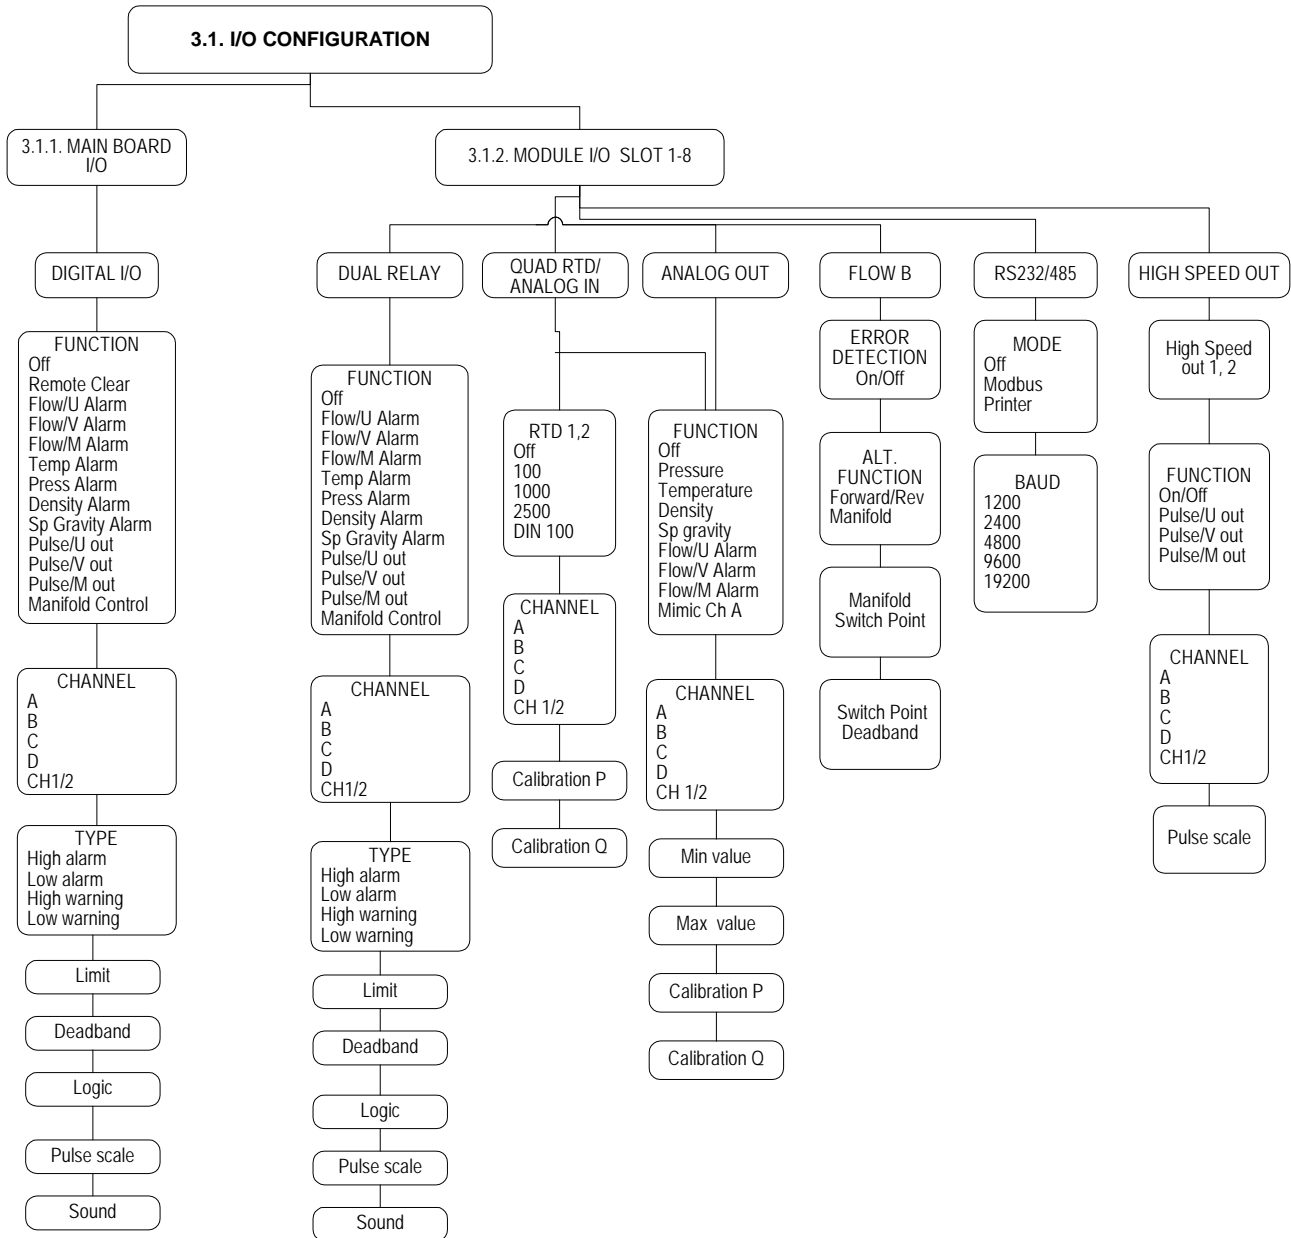 3.1. I/O CONFIGURATION
3.1.1. MAIN BOARD
I/O
3.1.2. MODULE I/O SLOT 1-8
DIGITAL I/O
FUNCTION
Off
Remote Clear
Flow/U Alarm
Flow/V Alarm
Flow/M Alarm
Temp Alarm
Press Alarm
Density Alarm
Sp Gravity Alarm
Pulse/U out
Pulse/V out
Pulse/M out
Manifold Control
CHANNEL
A
B
C
D
CH1/2
TYPE
High alarm
Low alarm
High warning
Low warning
Limit
Deadband
Logic
Pulse scale
Sound
DUAL RELAY
FUNCTION
Off
Flow/U Alarm
Flow/V Alarm
Flow/M Alarm
Temp Alarm
Press Alarm
Density Alarm
Sp Gravity Alarm
Pulse/U out
Pulse/V out
Pulse/M out
Manifold Control
CHANNEL
A
B
C
D
CH1/2
TYPE
High alarm
Low alarm
High warning
Low warning
Limit
Deadband
Logic
Pulse scale
Sound
QUAD RTD/
ANALOG IN
RTD 1,2
Off
100
1000
2500
DIN 100
CHANNEL
A
B
C
D
CH 1/2
Calibration P
Calibration Q
ANALOG OUT
FUNCTION
Off
Pressure
Temperature
Density
Sp gravity
Flow/U Alarm
Flow/V Alarm
Flow/M Alarm
Mimic Ch A
CHANNEL
A
B
C
D
CH 1/2
Min value
Max value
Calibration P
Calibration Q
FLOW B
ERROR
DETECTION
On/Off
ALT.
FUNCTION
Forward/Rev
Manifold
Manifold
Switch Point
Switch Point
Deadband
RS232/485
MODE
Off
Modbus
Printer
BAUD
1200
2400
4800
9600
19200
HIGH SPEED OUT
High Speed
out 1, 2
FUNCTION
On/Off
Pulse/U out
Pulse/V out
Pulse/M out
CHANNEL
A
B
C
D
CH1/2
Pulse scale